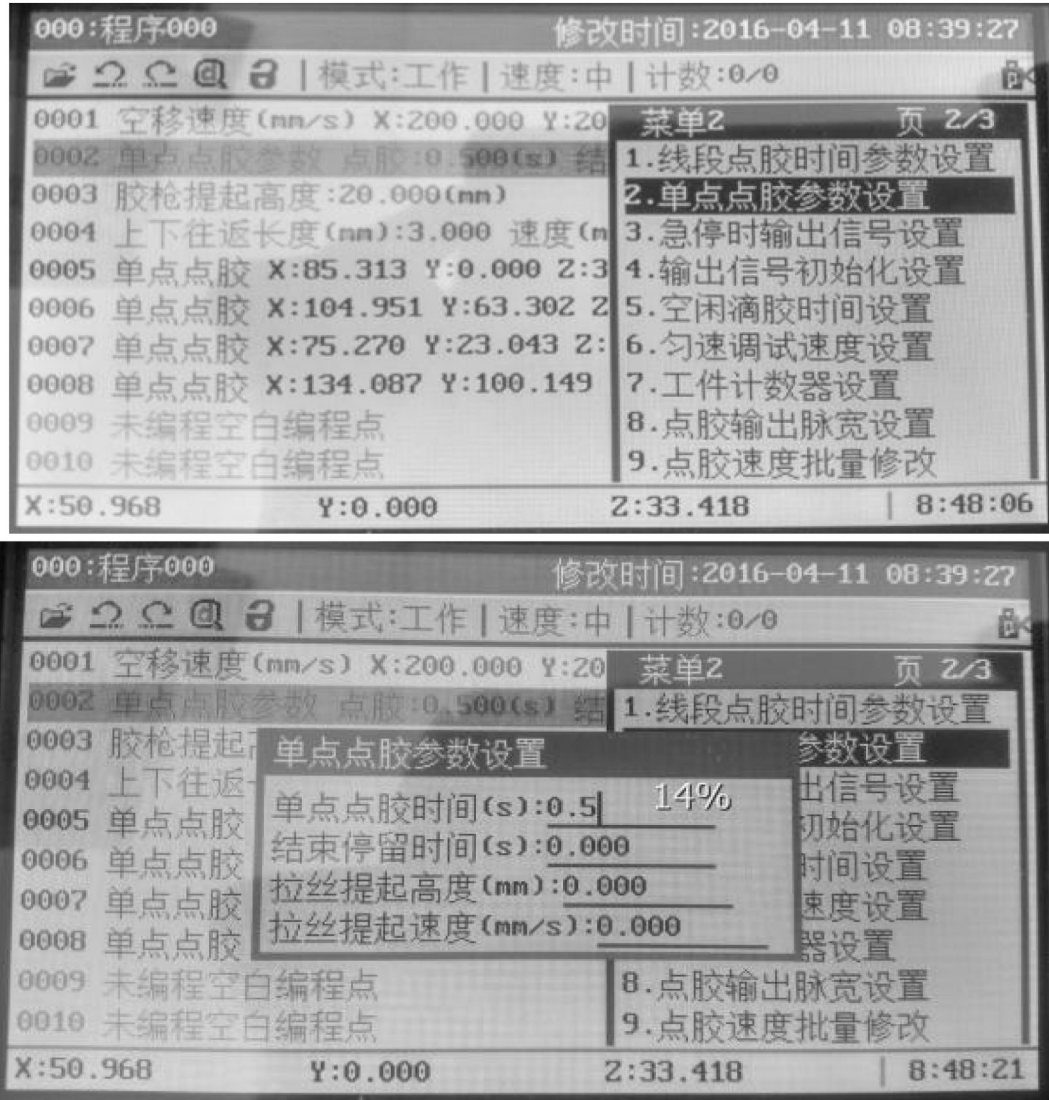 000:程序000 修改时间:2016-04-11 08:39:27
模式:工作 速度:中 计数:0/0
0001 空移速度(mm/s) X:200.000 Y:20 菜单2 页 2/3
0002 单点点胶参数 点胶:0.500(s) 结 1.线段点胶时间参数设置
0003 胶枪提起高度:20.000(mm) 2.单点点胶参数设置
0004 上下往返长度(mm):3.000 速度(m 3.急停时输出信号设置
0005 单点点胶 X:85.313 Y:0.000 Z:3 4.输出信号初始化设置
0006 单点点胶 X:104.951 Y:63.302 Z 5.空闲滴胶时间设置
0007 单点点胶 X:75.270 Y:23.043 Z: 6.匀速调试速度设置
0008 单点点胶 X:134.087 Y:100.149 7.工件计数器设置
0009 未编程空白编程点 8.点胶输出脉宽设置
0010 未编程空白编程点 9.点胶速度批量修改
X:50.968 Y:0.000 Z:33.418 8:48:06
000:程序000 修改时间:2016-04-11 08:39:27
模式:工作 速度:中 计数:0/0
0001 空移速度(mm/s) X:200.000 Y:20 菜单2 页 2/3
0002 单点点胶参数 点胶:0.500(s) 结 1.线段点胶时间参数设置
0003 胶枪提起 单点点胶参数设置 参数设置
0004 上下往返 单点点胶时间(s):0.5 14% 出信号设置
0005 单点点胶 结束停留时间(s):0.000 初始化设置
0006 单点点胶 拉丝提起高度(mm):0.000 时间设置
0007 单点点胶 拉丝提起速度(mm/s):0.000 速度设置
0008 单点点胶 器设置
0009 未编程空白编程点 8.点胶输出脉宽设置
0010 未编程空白编程点 9.点胶速度批量修改
X:50.968 Y:0.000 Z:33.418 8:48:21